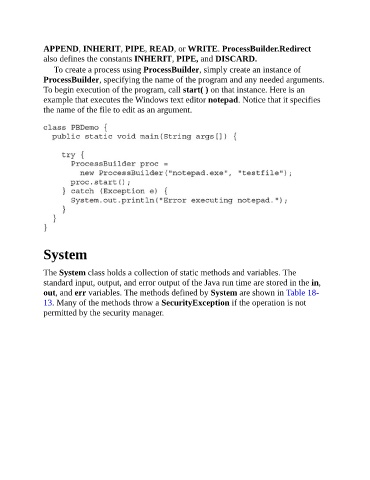 APPEND, INHERIT, PIPE, READ, or WRITE. ProcessBuilder.Redirect
also defines the constants INHERIT, PIPE, and DISCARD.
To create a process using ProcessBuilder, simply create an instance of
ProcessBuilder, specifying the name of the program and any needed arguments.
To begin execution of the program, call start( ) on that instance. Here is an
example that executes the Windows text editor notepad. Notice that it specifies
the name of the file to edit as an argument.
class PBDemo {
  public static void main(String args[]) {
    try {
      ProcessBuilder proc =
        new ProcessBuilder("notepad.exe", "testfile");
      proc.start();
    } catch (Exception e) {
      System.out.println("Error executing notepad.");
    }
  }
}
System
The System class holds a collection of static methods and variables. The
standard input, output, and error output of the Java run time are stored in the in,
out, and err variables. The methods defined by System are shown in Table 18-
13. Many of the methods throw a SecurityException if the operation is not
permitted by the security manager.